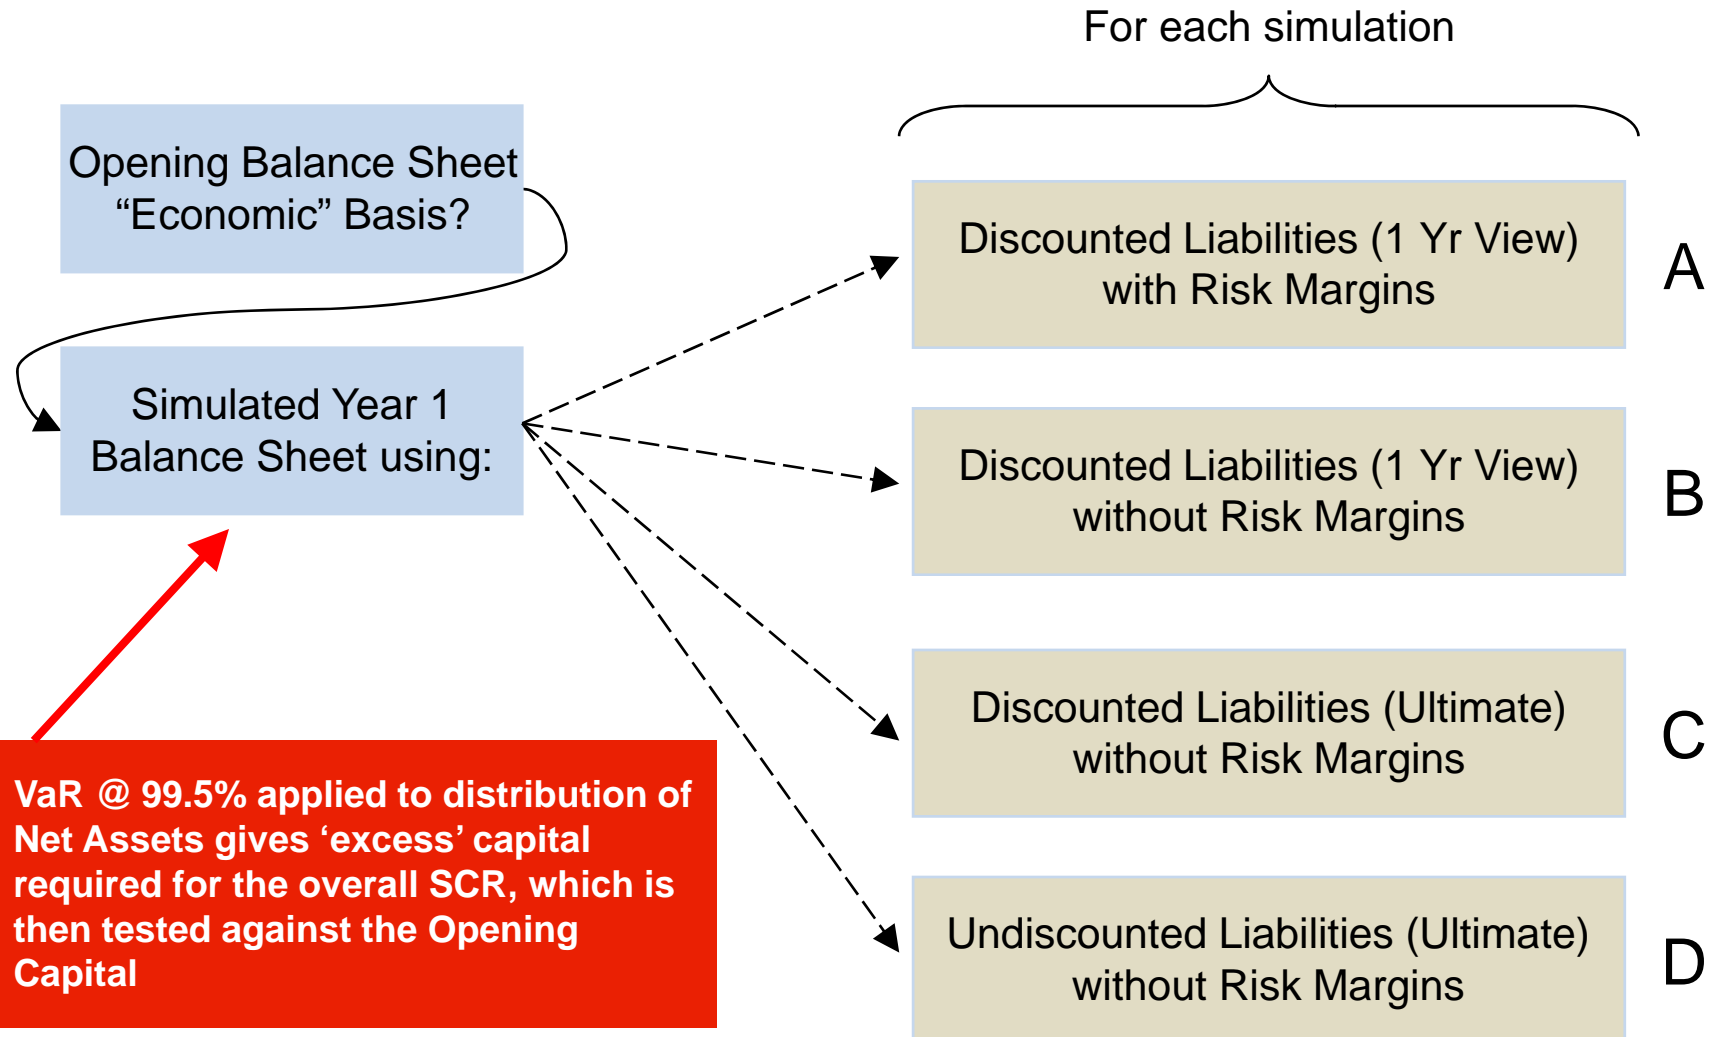 For each simulation
Opening Balance Sheet
“Economic” Basis?
Simulated Year 1
Balance Sheet using:
Discounted Liabilities (1 Yr View)
with Risk Margins
A
Discounted Liabilities (1 Yr View)
without Risk Margins
B
Discounted Liabilities (Ultimate)
without Risk Margins
C
Undiscounted Liabilities (Ultimate)
without Risk Margins
D
VaR @ 99.5% applied to distribution of
Net Assets gives ‘excess’ capital
required for the overall SCR, which is
then tested against the Opening
Capital